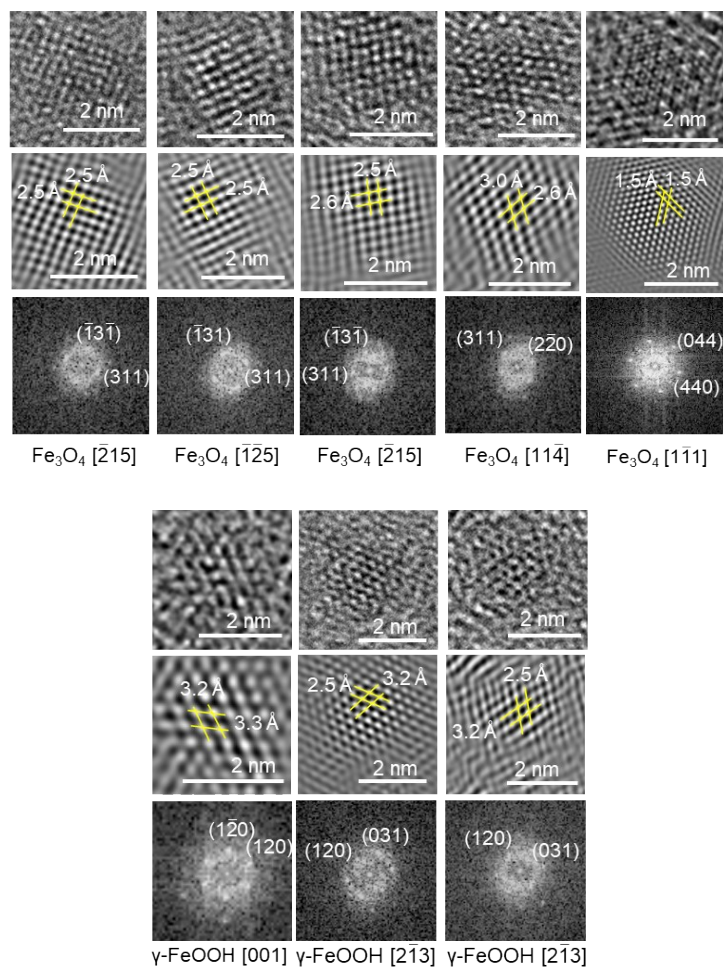 2 nm 2 nm 2 nm 2 nm 2 nm
2.5 Å 2.5 Å 2.5 Å 2.5 Å 2.5 Å 2.6 Å 3.0 Å 2.6 Å 1.5Å 1.5 Å
2 nm 2 nm 2 nm 2 nm 2 nm
(1̄31̄) (1̄31) (1̄31̄) (311) (22̄0) (044)
(311) (311) (311) (440)
Fe₃O₄ [2̄15] Fe₃O₄ [1̄2̄5] Fe₃O₄ [2̄15] Fe₃O₄ [114̄] Fe₃O₄ [11̄1]
2 nm 2 nm 2 nm
3.2 Å 3.3 Å 2.5 Å 3.2 Å 2.5 Å 3.2 Å
2 nm 2 nm 2 nm
(12̄0) (120) (120) (031) (120) (031)
γ-FeOOH [001] γ-FeOOH [21̄3] γ-FeOOH [21̄3]